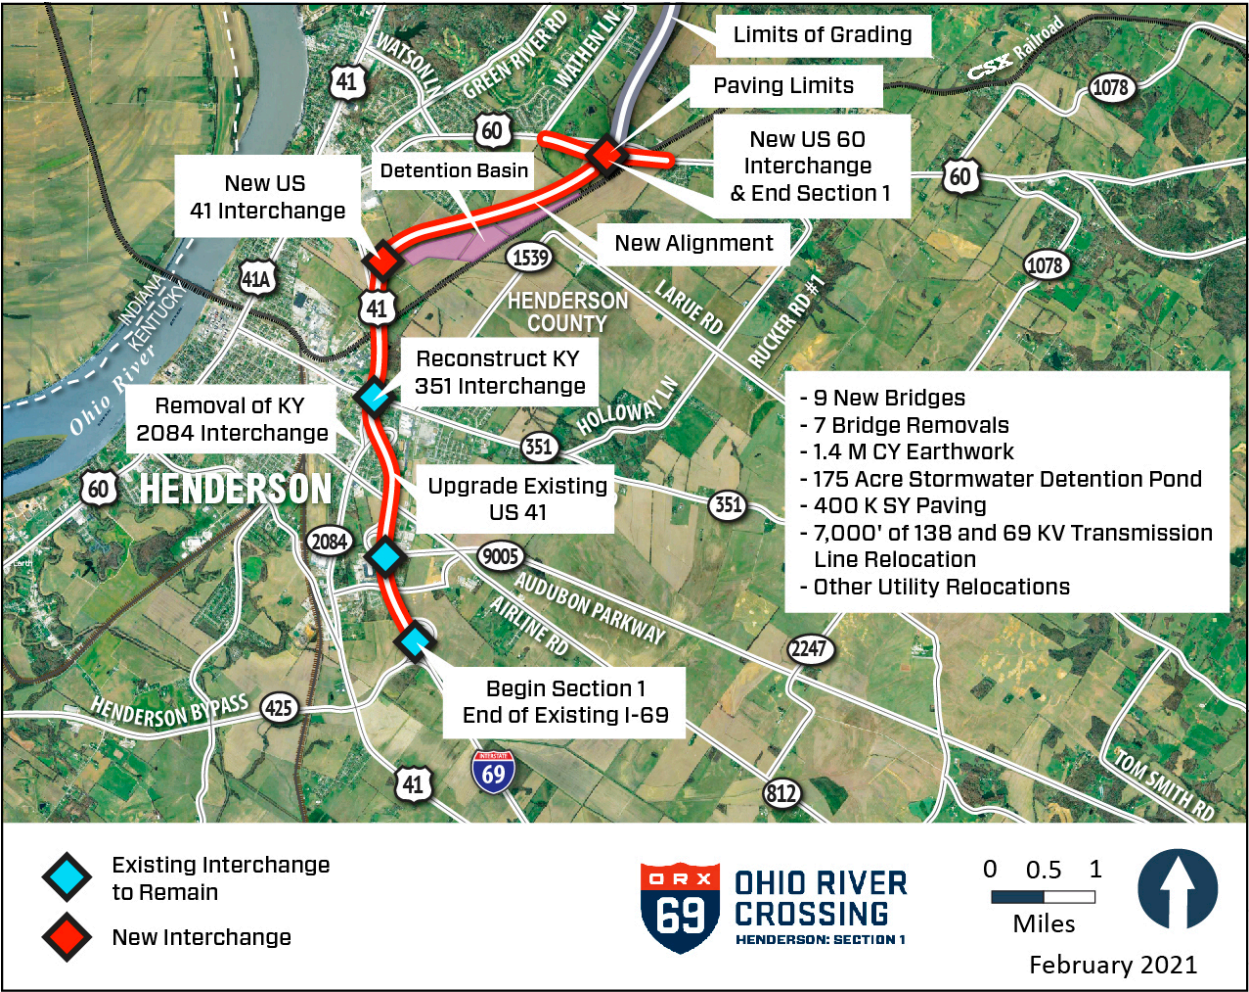 Limits of Grading
CSX Railroad
WATSON LN
GREEN RIVER RD
WATHEN LN
41
Paving Limits
1078
60
New US 60
Interchange
& End Section 1
Detention Basin
New US
41 Interchange
60
New Alignment
1539
1078
41A
INDIANA
KENTUCKY
41
HENDERSON
COUNTY
LARUE RD
RUCKER RD #1
Ohio River
Reconstruct KY
351 Interchange
Removal of KY
2084 Interchange
HOLLOWAY LN
351
- 9 New Bridges
- 7 Bridge Removals
- 1.4 M CY Earthwork
- 175 Acre Stormwater Detention Pond
- 400 K SY Paving
- 7,000' of 138 and 69 KV Transmission
Line Relocation
- Other Utility Relocations
60
HENDERSON
Upgrade Existing
US 41
351
2084
9005
AUDUBON PARKWAY
AIRLINE RD
2247
Begin Section 1
End of Existing I-69
HENDERSON BYPASS
425
INTERSTATE
69
41
812
TOM SMITH RD
Existing Interchange
to Remain
New Interchange
ORX
69
OHIO RIVER
CROSSING
HENDERSON: SECTION 1
0 0.5 1
Miles
February 2021